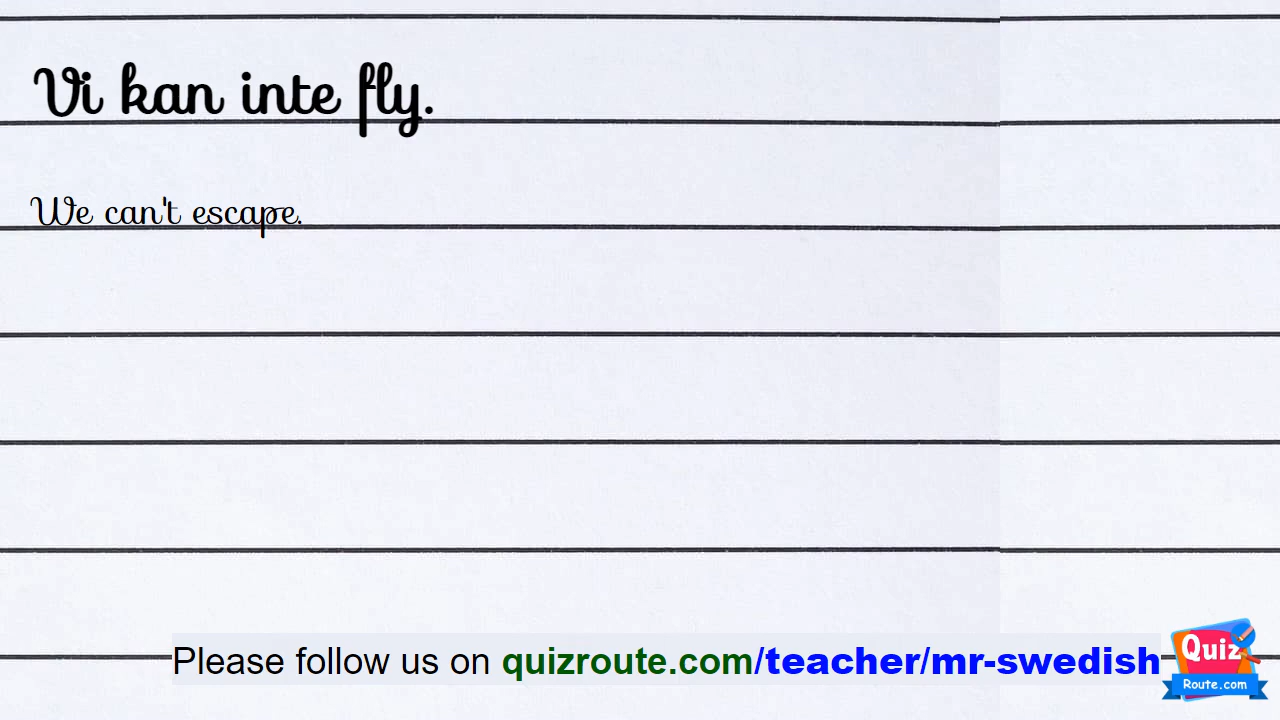 Vi kan inte fly.
We can't escape.
Please follow us on quizroute.com/teacher/mr-swedish
Quiz
Route.com